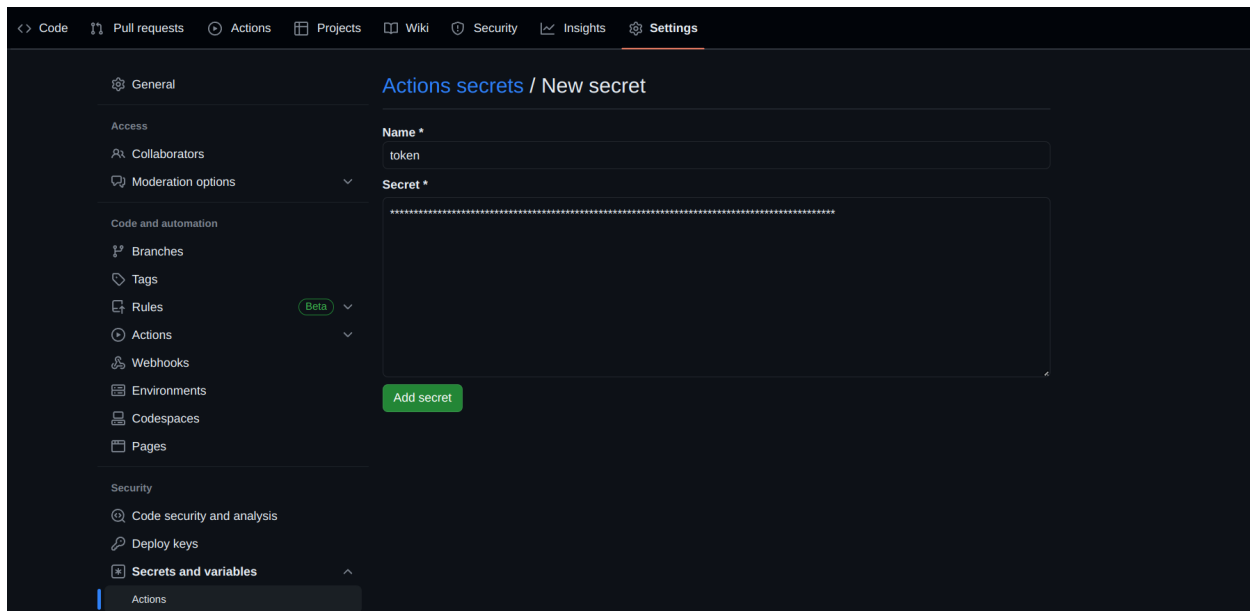 Code Pull requests Actions Projects Wiki Security Insights Settings
General
Access
Collaborators
Moderation options
Code and automation
Branches
Tags
Rules Beta
Actions
Webhooks
Environments
Codespaces
Pages
Security
Code security and analysis
Deploy keys
Secrets and variables
Actions
Actions secrets / New secret
Name *
token
Secret *
**********************************************************************************************
Add secret